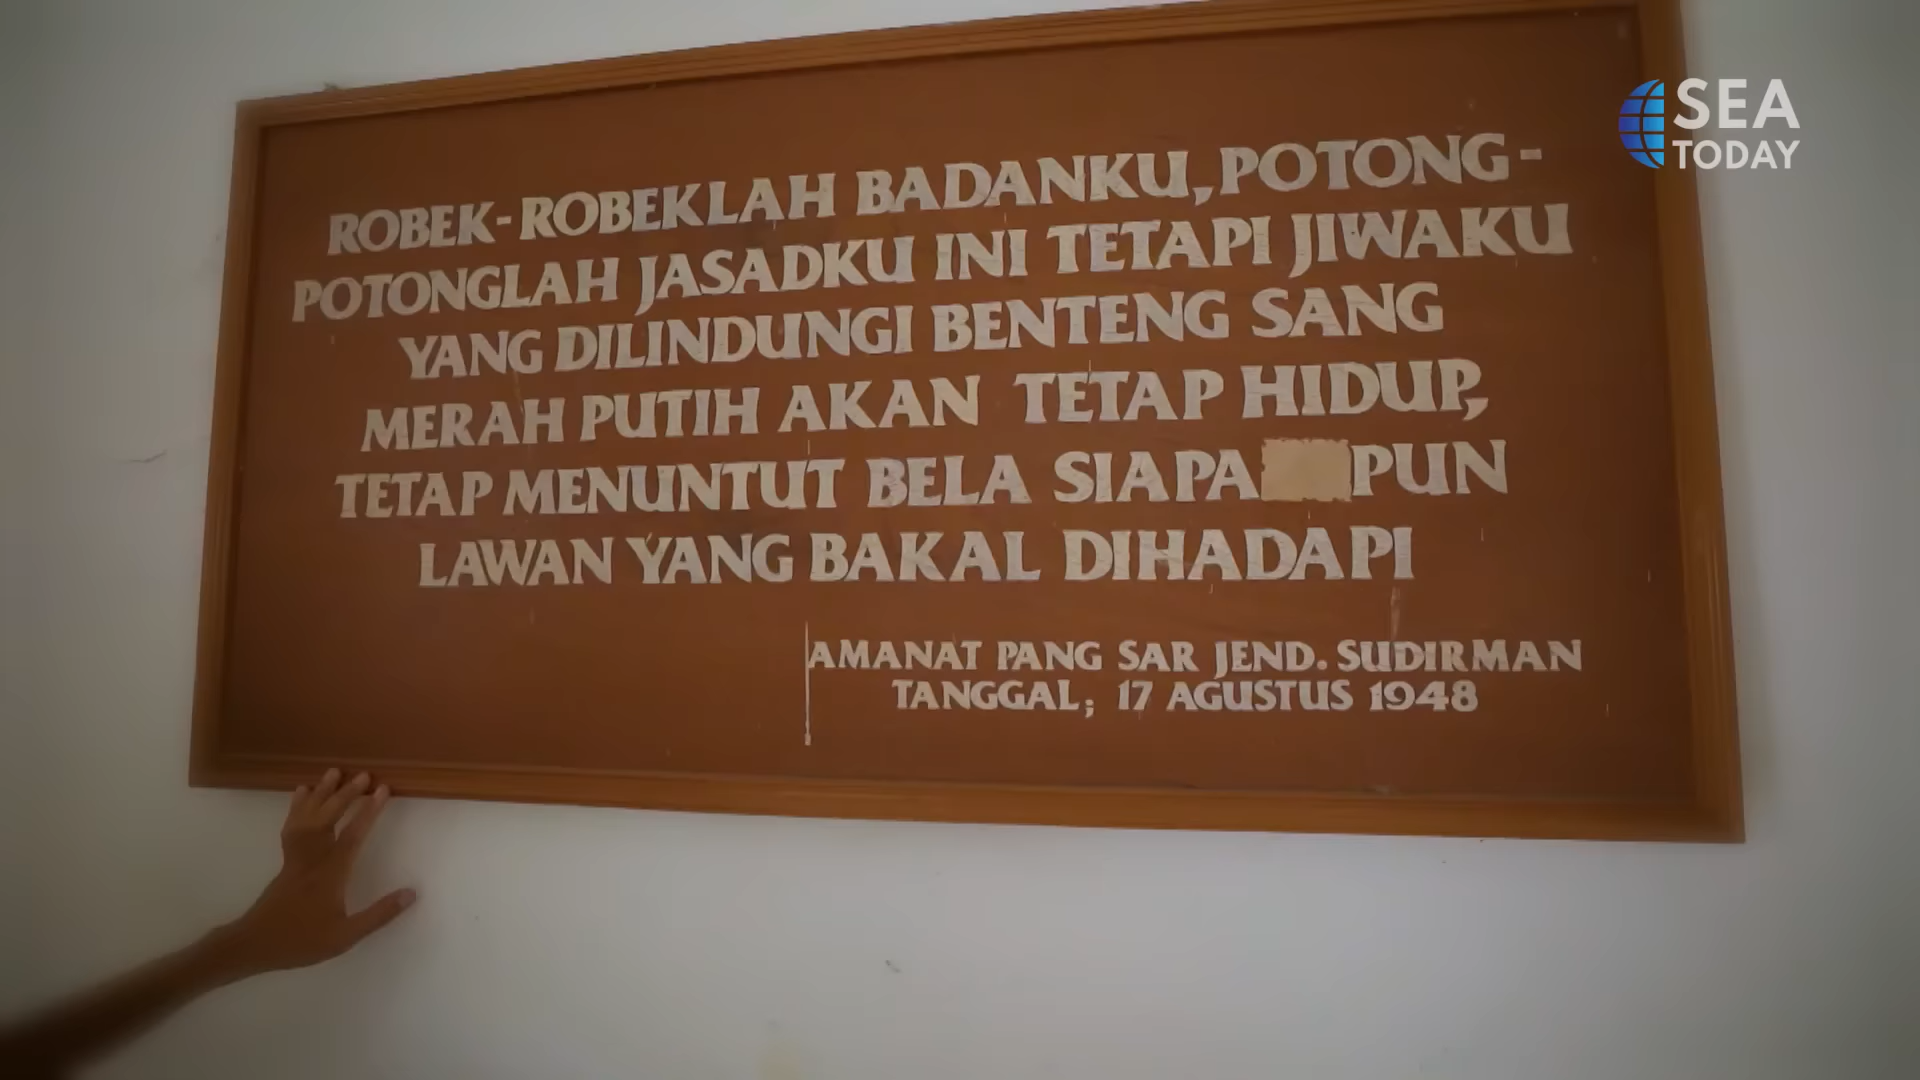 ROBEK-ROBEKLAH BADANKU, POTONG-
POTONGLAH JASADKU INI TETAPI JIWAKU
YANG DILINDUNGI BENTENG SANG
MERAH PUTIH AKAN TETAP HIDUP,
TETAP MENUNTUT BELA SIAPA PUN
LAWAN YANG BAKAL DIHADAPI
AMANAT PANG SAR JEND. SUDIRMAN
TANGGAL; 17 AGUSTUS 1948
SEA
TODAY